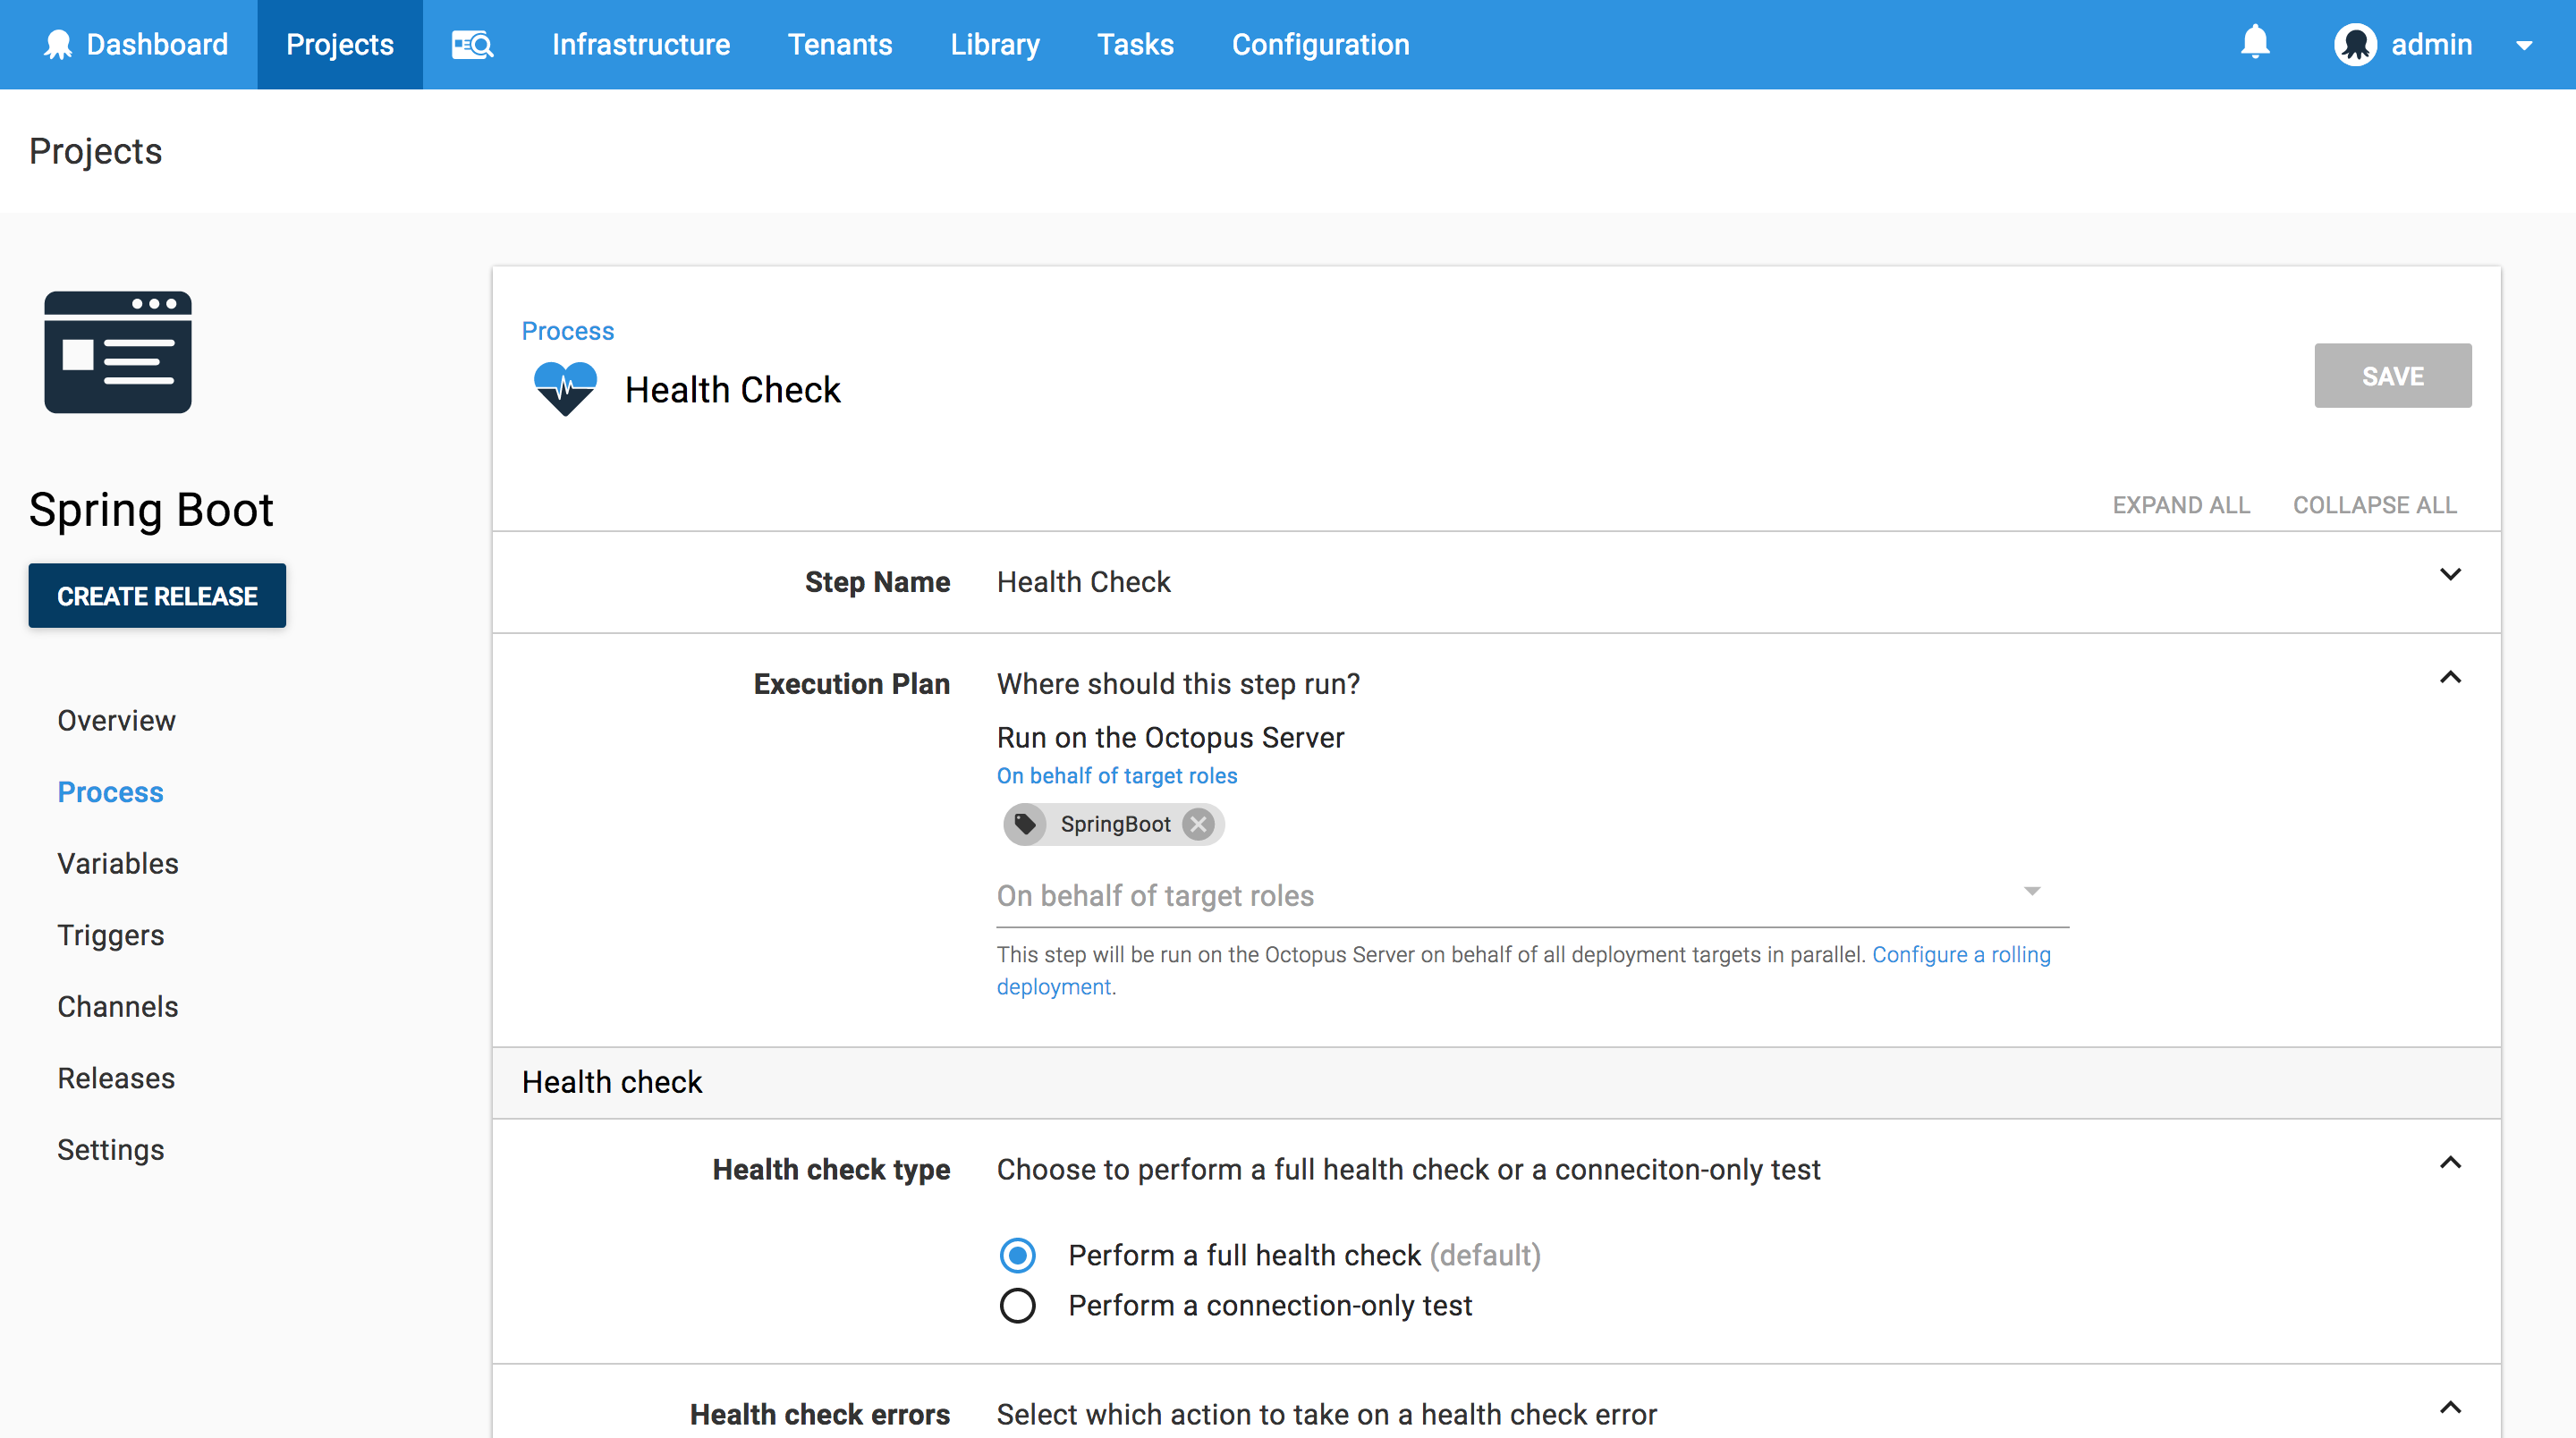 Dashboard Projects Infrastructure Tenants Library Tasks Configuration admin
Projects
Spring Boot
CREATE RELEASE
Overview
Process
Variables
Triggers
Channels
Releases
Settings
Process
Health Check
SAVE
EXPAND ALL COLLAPSE ALL
Step Name Health Check
Execution Plan Where should this step run?
Run on the Octopus Server
On behalf of target roles
SpringBoot
On behalf of target roles
This step will be run on the Octopus Server on behalf of all deployment targets in parallel. Configure a rolling
deployment.
Health check
Health check type Choose to perform a full health check or a conneciton-only test
Perform a full health check (default)
Perform a connection-only test
Health check errors Select which action to take on a health check error